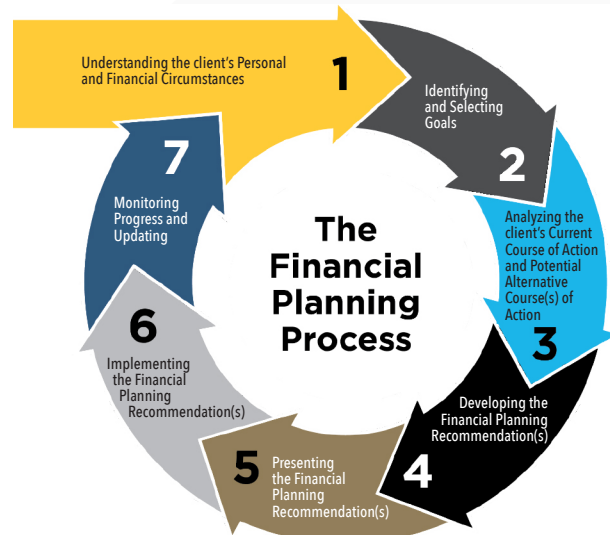 Understanding the client's Personal
and Financial Circumstances
1
Identifying
and Selecting
Goals
2
Analyzing the
client's Current
Course of Action
and Potential
Alternative
Course(s) of
Action
3
Developing the
Financial Planning
Recommendation(s)
4
Presenting
the Financial
Planning
Recommendation(s)
5
Implementing
the Financial
Planning
Recommendation(s)
6
Monitoring
Progress and
Updating
7
The
Financial
Planning
Process